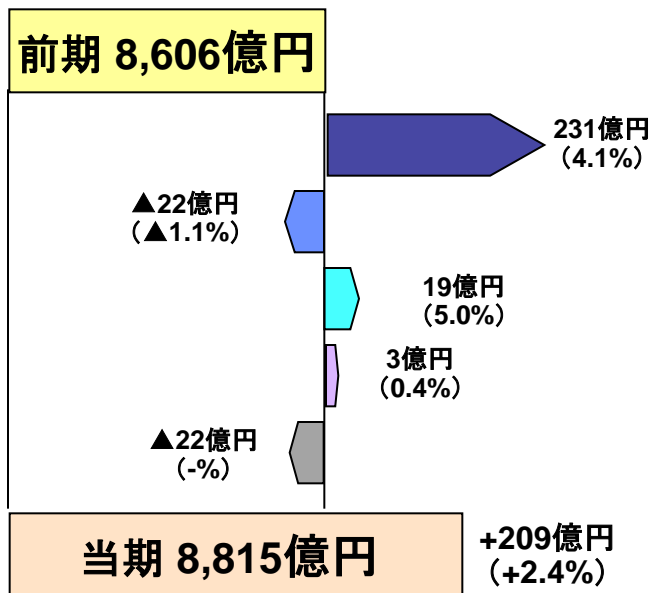 前期 8,606億円
231億円
（4.1%）
▲22億円
（▲1.1%）
19億円
（5.0%）
3億円
（0.4%）
▲22億円
（-%）
当期 8,815億円
+209億円
（+2.4%）